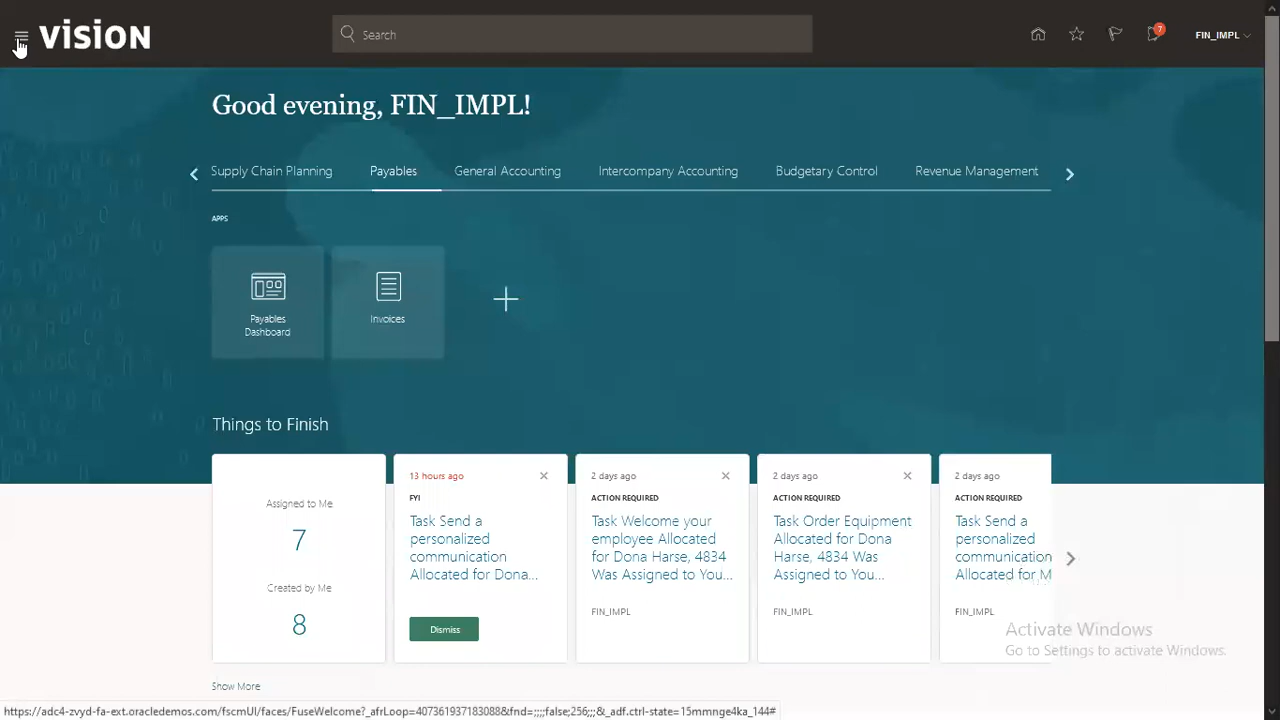 vision
Search
7
FIN_IMPL
Good evening, FIN_IMPL!
Supply Chain Planning
Payables
General Accounting
Intercompany Accounting
Budgetary Control
Revenue Management
APPS
Payables
Dashboard
Invoices
Things to Finish
Assigned to Me
7
Created by Me
8
13 hours ago
FYI
Task Send a
personalized
communication
Allocated for Dona...
Dismiss
2 days ago
ACTION REQUIRED
Task Welcome your
employee Allocated
for Dona Harse, 4834
Was Assigned to You...
FIN_IMPL
2 days ago
ACTION REQUIRED
Task Order Equipment
Allocated for Dona
Harse, 4834 Was
Assigned to You...
FIN_IMPL
2 days ago
ACTION REQUIRED
Task Send a
personalized
communication
Allocated for M
FIN_IMPL
Activate Windows
Go to Settings to activate Windows.
Show More
https://adc4-zvyd-fa-ext.oracledemos.com/fscmUI/faces/FuseWelcome?_afrLoop=407361937183088&fnd=;;;;false;256;;;&_adf.ctrl-state=15mmnge4ka_144#